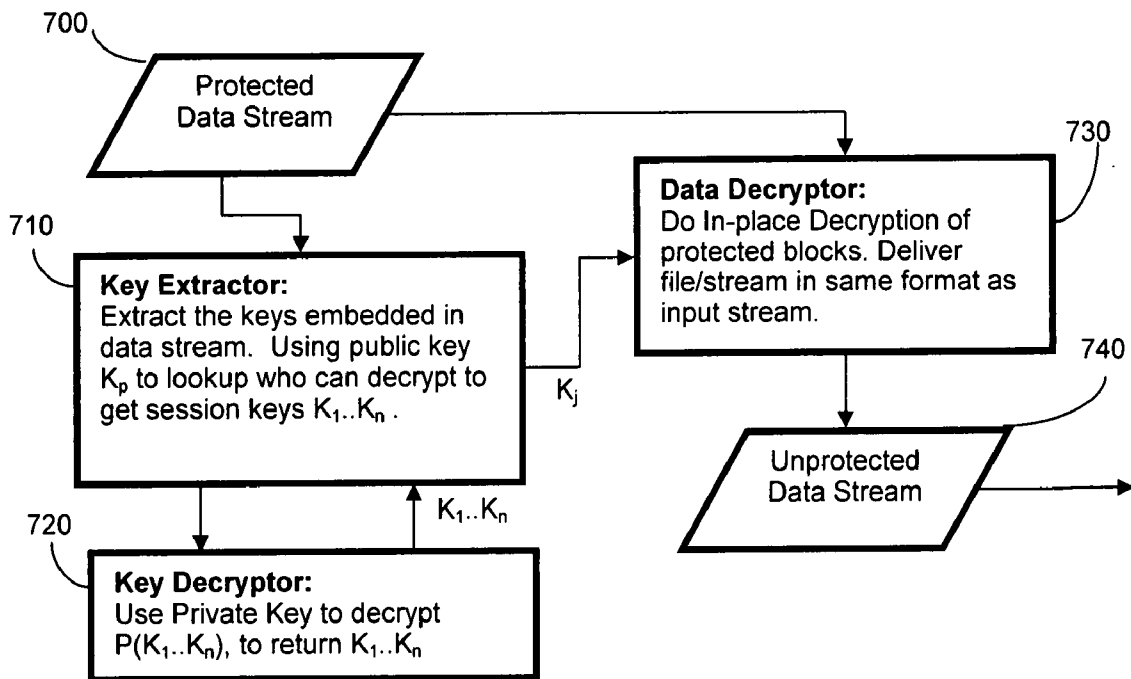 700
Protected
Data Stream
730
Data Decryptor:
Do In-place Decryption of
protected blocks. Deliver
file/stream in same format as
input stream.
710
Key Extractor:
Extract the keys embedded in
data stream. Using public key
Kₚ to lookup who can decrypt to
get session keys K₁..Kₙ .
Kⱼ
740
Unprotected
Data Stream
K₁..Kₙ
720
Key Decryptor:
Use Private Key to decrypt
P(K₁..Kₙ), to return K₁..Kₙ